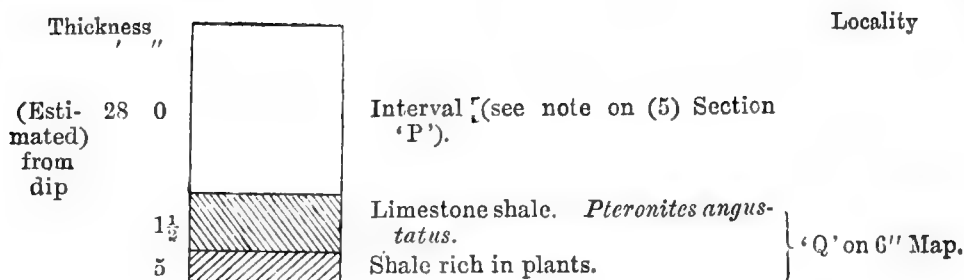 Thickness Locality
' "
(Esti- 28 0 Interval [(see note on (5) Section
mated) 'P').
from
dip
1½ Limestone shale. Pteronites angus-
tatus.
'Q' on 6" Map.
5 Shale rich in plants.